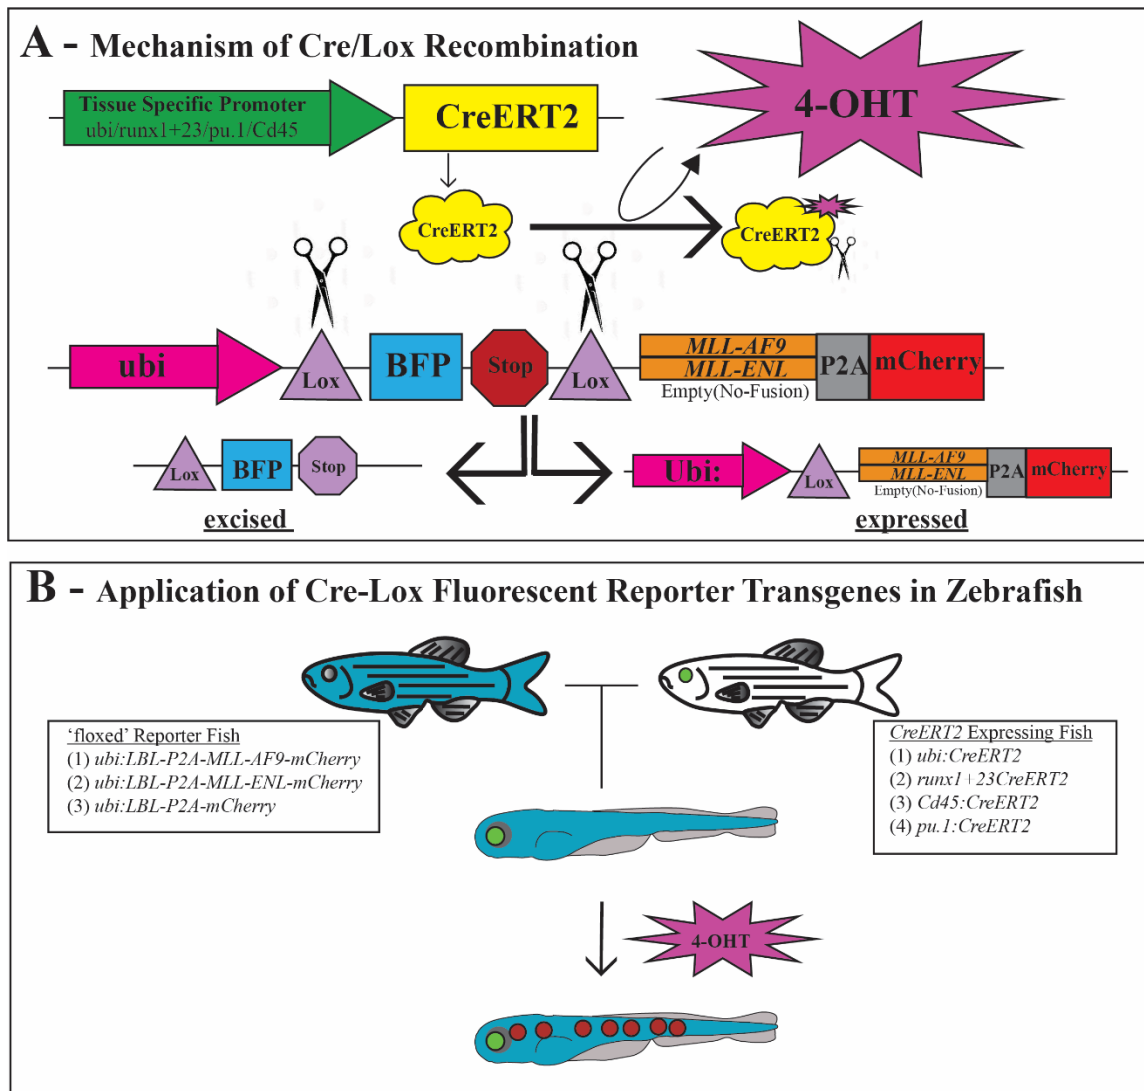 A - Mechanism of Cre/Lox Recombination
Tissue Specific Promoter
ubi/runx1+23/pu.1/Cd45
CreERT2
4-OHT
CreERT2
CreERT2
ubi
Lox
BFP
Stop
Lox
MLL-AF9
MLL-ENL
Empty(No-Fusion)
P2A
mCherry
Lox
BFP
Stop
excised
Ubi:
Lox
MLL-AF9
MLL-ENL
Empty(No-Fusion)
P2A
mCherry
expressed
B - Application of Cre-Lox Fluorescent Reporter Transgenes in Zebrafish
'floxed' Reporter Fish
(1) ubi:LBL-P2A-MLL-AF9-mCherry
(2) ubi:LBL-P2A-MLL-ENL-mCherry
(3) ubi:LBL-P2A-mCherry
CreERT2 Expressing Fish
(1) ubi:CreERT2
(2) runx1+23CreERT2
(3) Cd45:CreERT2
(4) pu.1:CreERT2
4-OHT